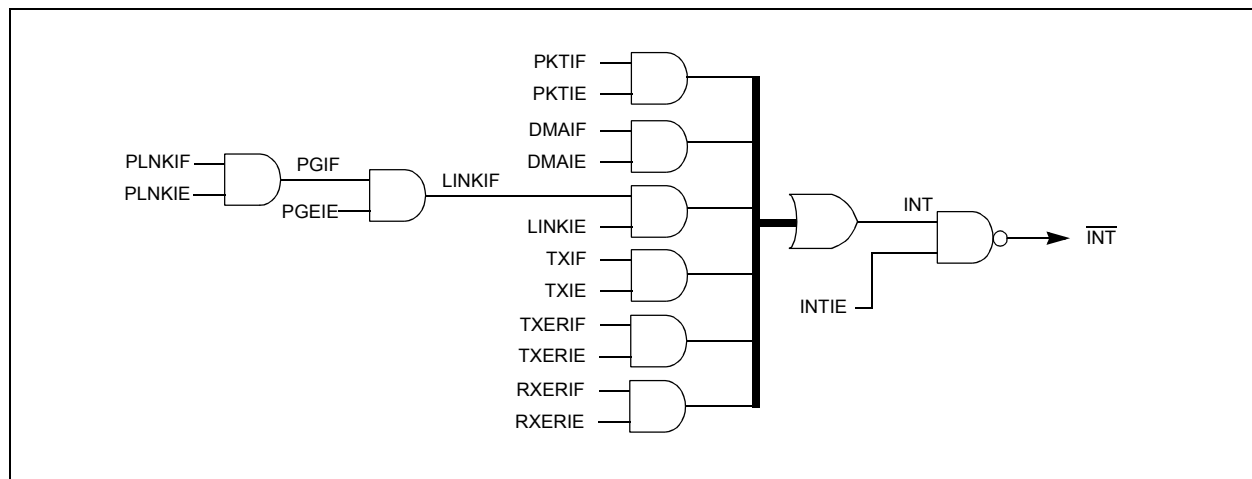 PKTIF
PKTIE
DMAIF
DMAIE
PLNKIF
PLNKIE
PGIF
PGEIE
LINKIF
LINKIE
TXIF
TXIE
TXERIF
TXERIE
RXERIF
RXERIE
INT
INTIE
INT